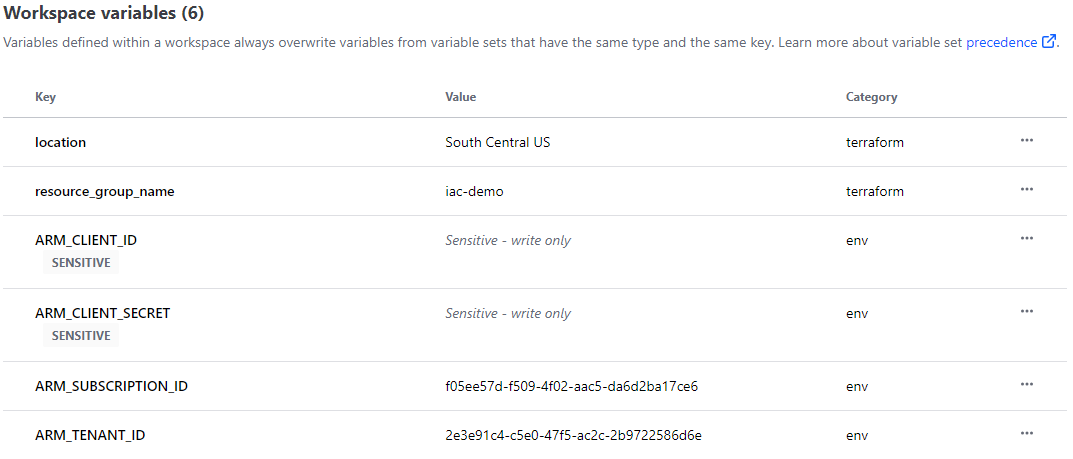 Workspace variables (6)
Variables defined within a workspace always overwrite variables from variable sets that have the same type and the same key. Learn more about variable set precedence.
Key Value Category
location South Central US terraform
resource_group_name iac-demo terraform
ARM_CLIENT_ID Sensitive - write only env
SENSITIVE
ARM_CLIENT_SECRET Sensitive - write only env
SENSITIVE
ARM_SUBSCRIPTION_ID f05ee57d-f509-4f02-aac5-da6d2ba17ce6 env
ARM_TENANT_ID 2e3e91c4-c5e0-47f5-ac2c-2b9722586d6e env